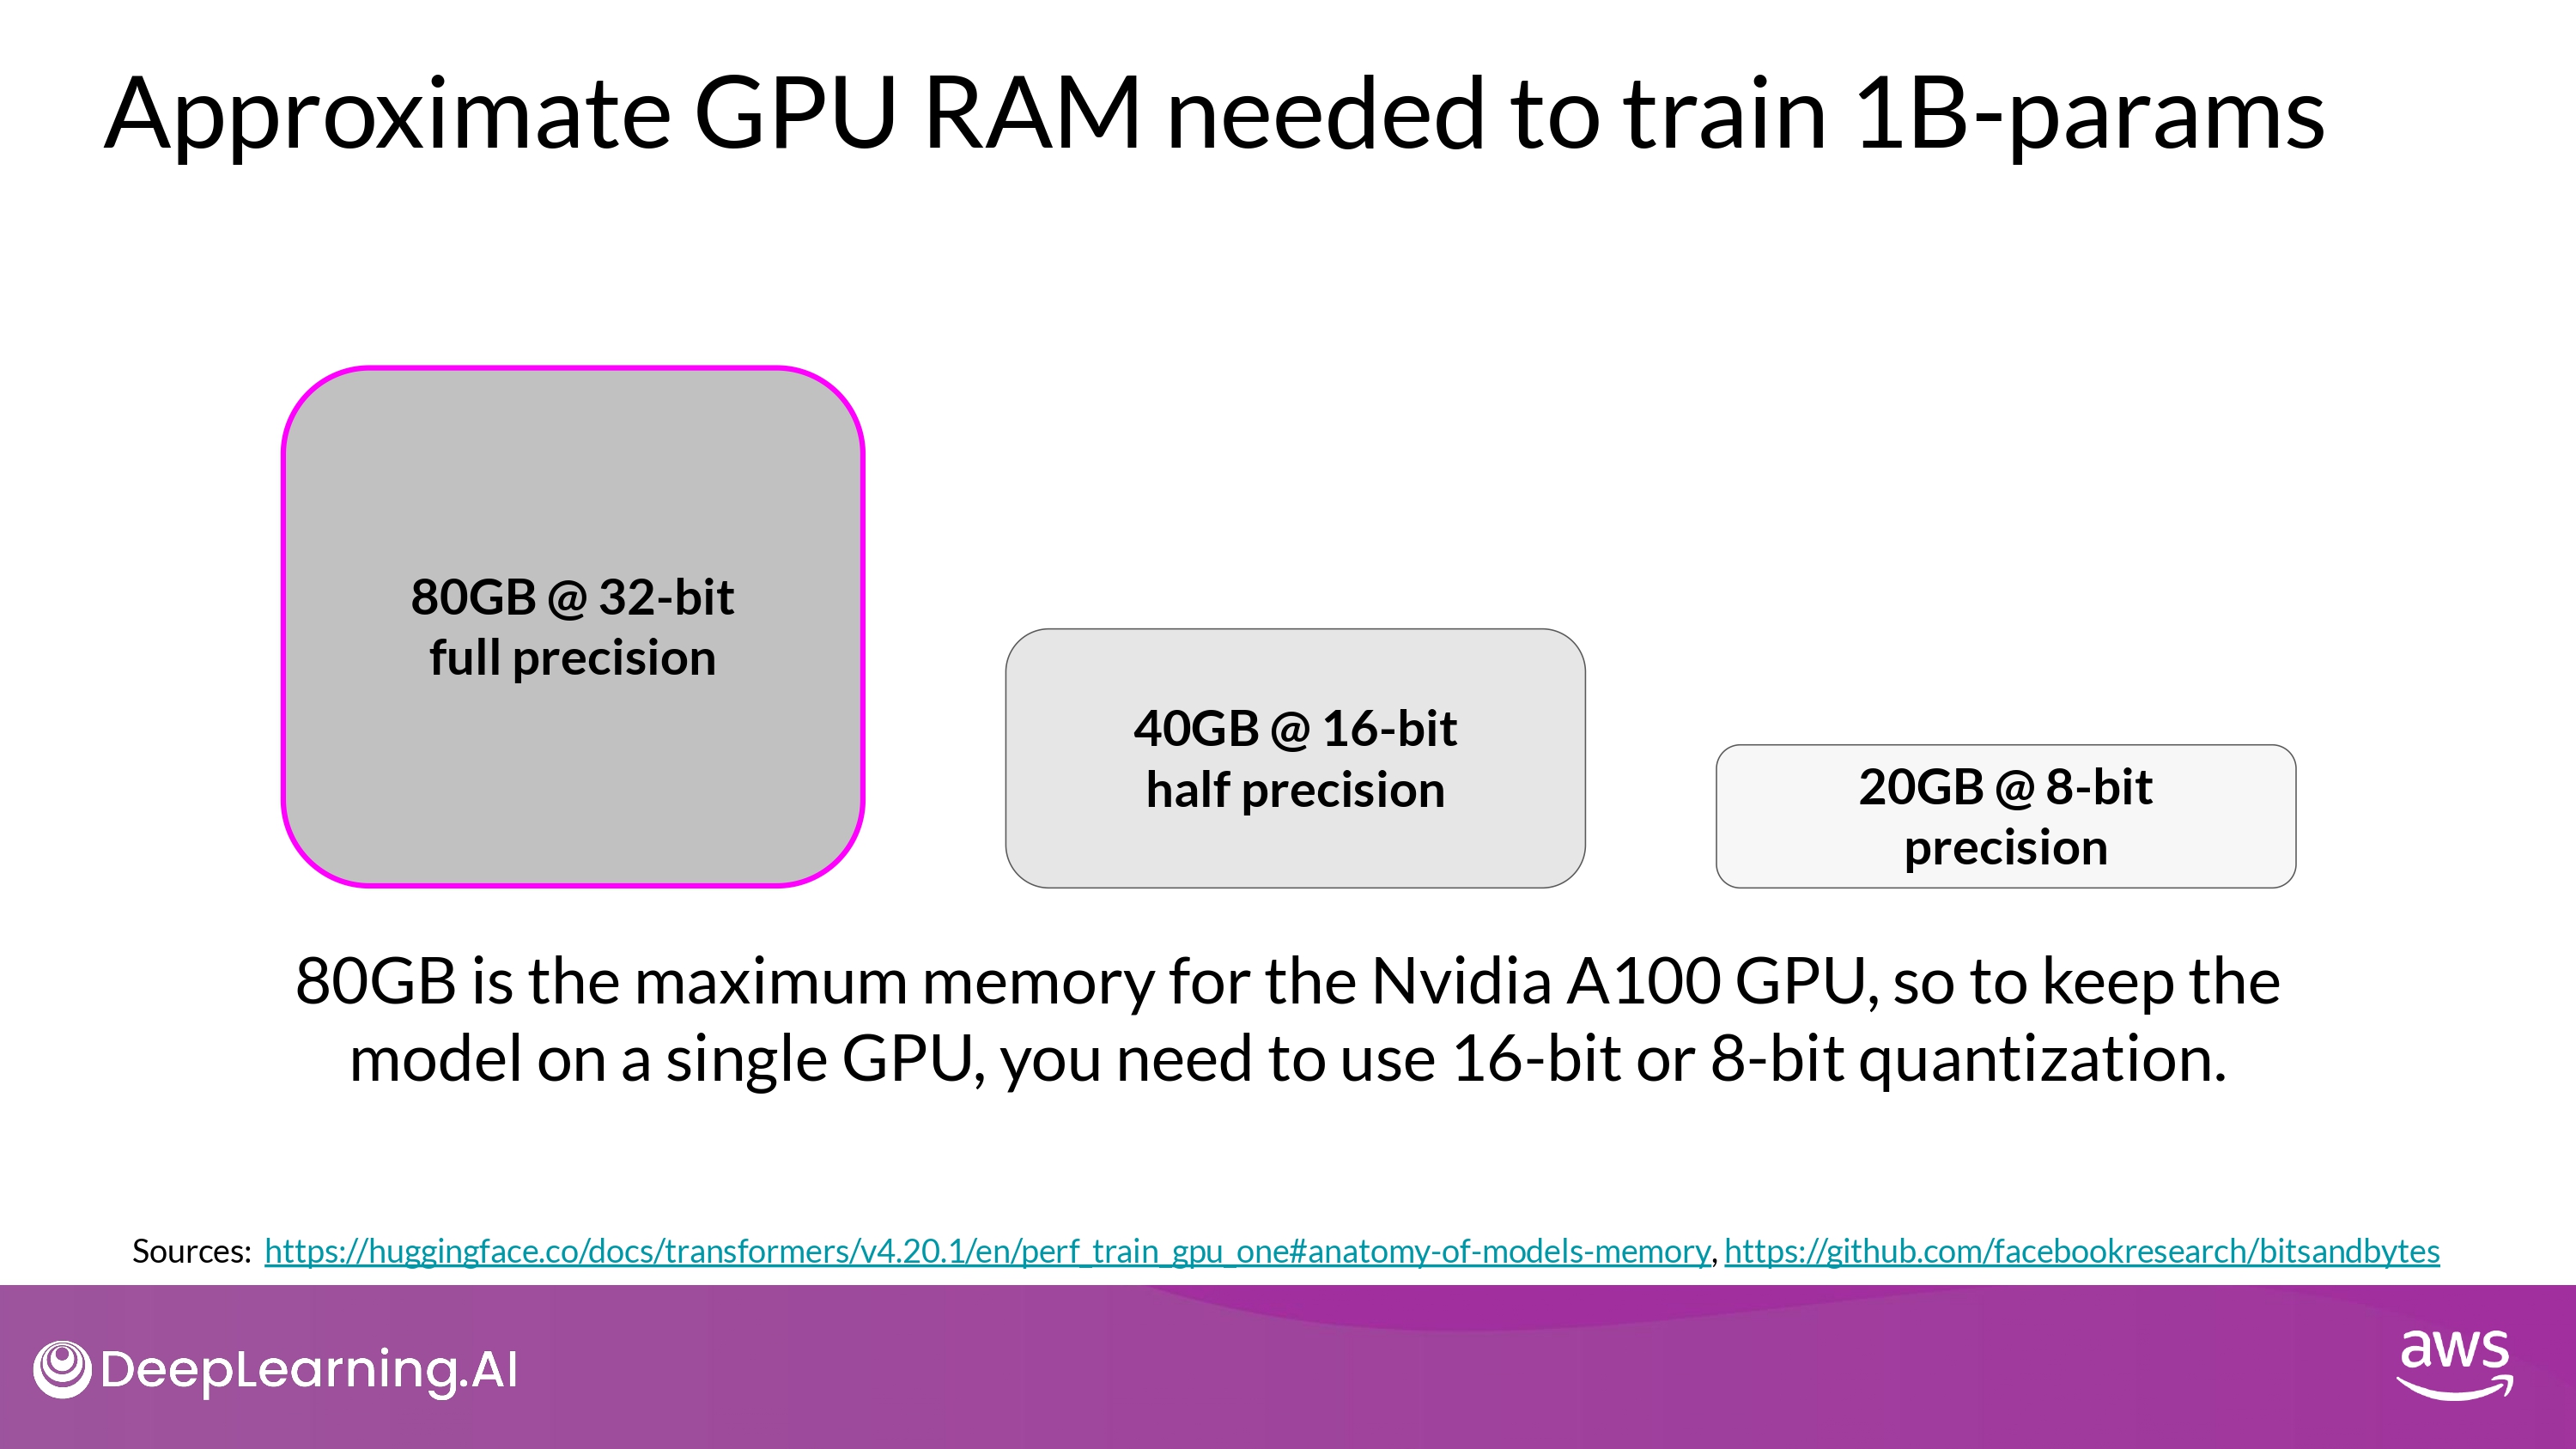 Approximate GPU RAM needed to train 1B-params
80GB @ 32-bit
full precision
40GB @ 16-bit
half precision
20GB @ 8-bit
precision
80GB is the maximum memory for the Nvidia A100 GPU, so to keep the
model on a single GPU, you need to use 16-bit or 8-bit quantization.
Sources: https://huggingface.co/docs/transformers/v4.20.1/en/perf_train_gpu_one#anatomy-of-models-memory, https://github.com/facebookresearch/bitsandbytes
DeepLearning.AI
aws